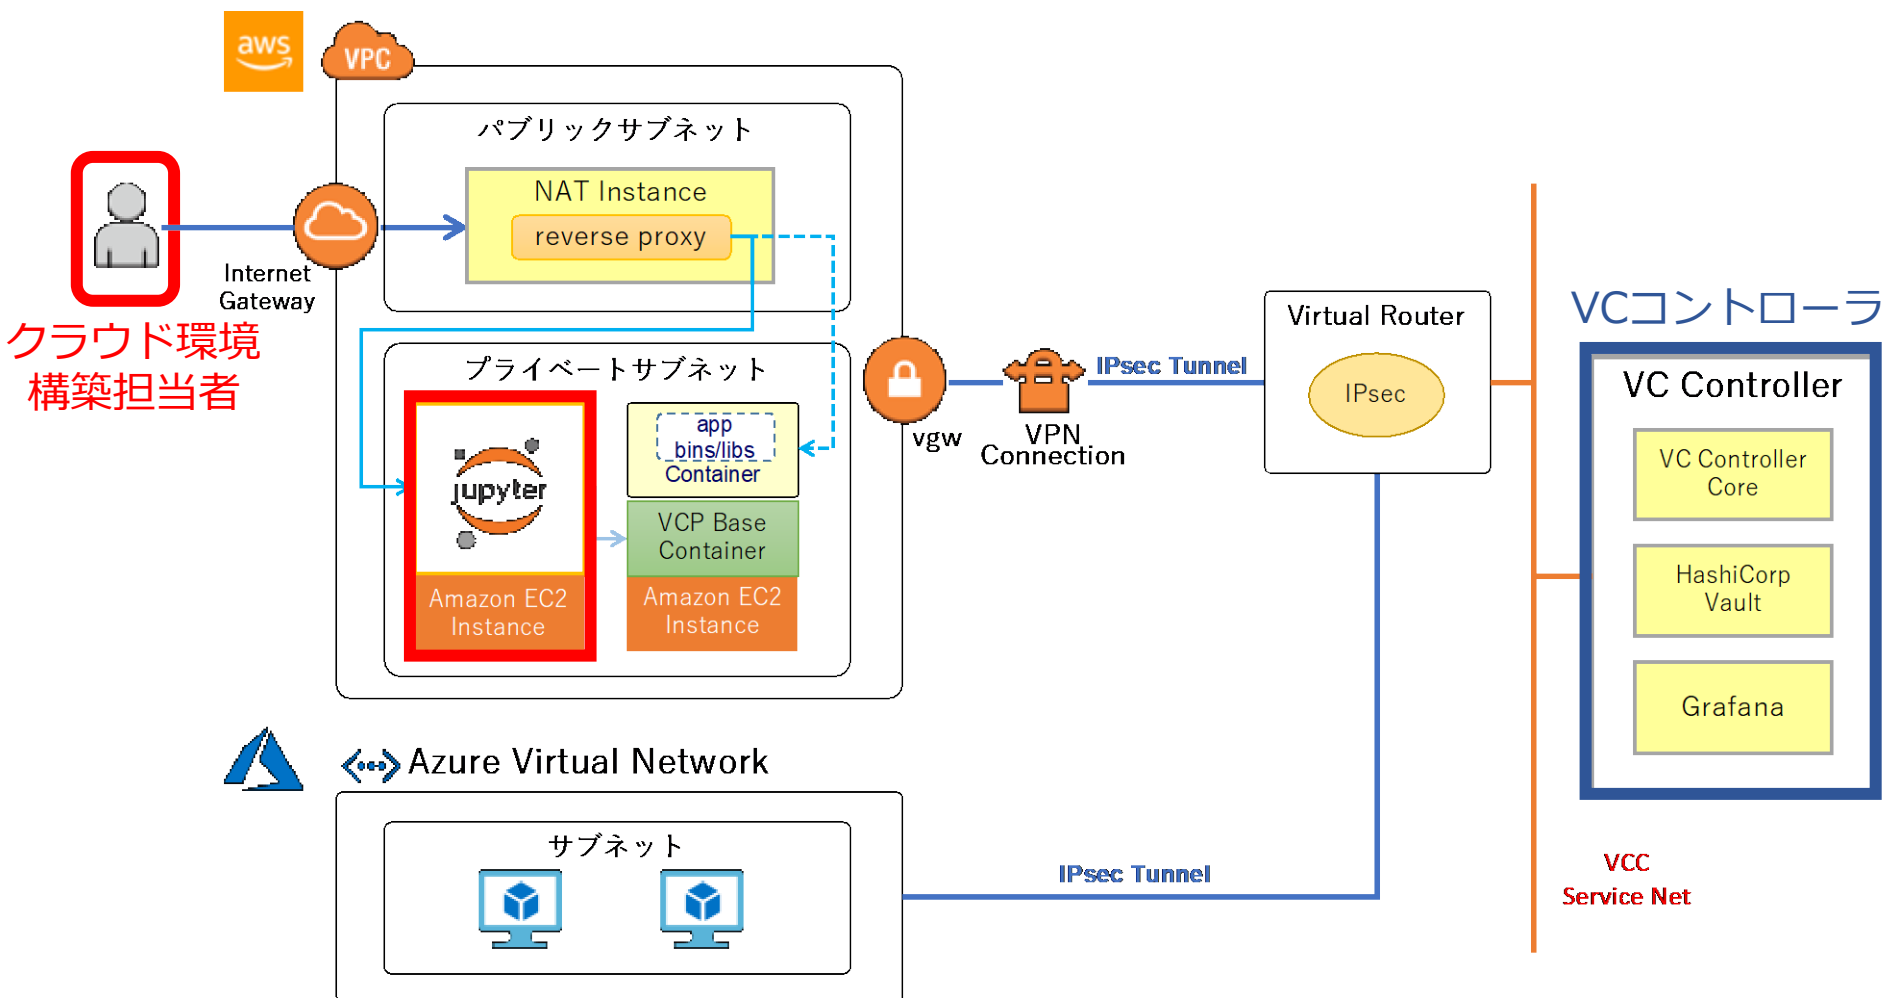 aws
VPC
パブリックサブネット
NAT Instance
reverse proxy
Internet
Gateway
クラウド環境
構築担当者
プライベートサブネット
jupyter
Amazon EC2
Instance
app
bins/libs
Container
VCP Base
Container
Amazon EC2
Instance
vgw
VPN
Connection
IPsec Tunnel
Virtual Router
IPsec
VCコントローラ
VC Controller
VC Controller
Core
HashiCorp
Vault
Grafana
VCC
Service Net
Azure Virtual Network
サブネット
IPsec Tunnel